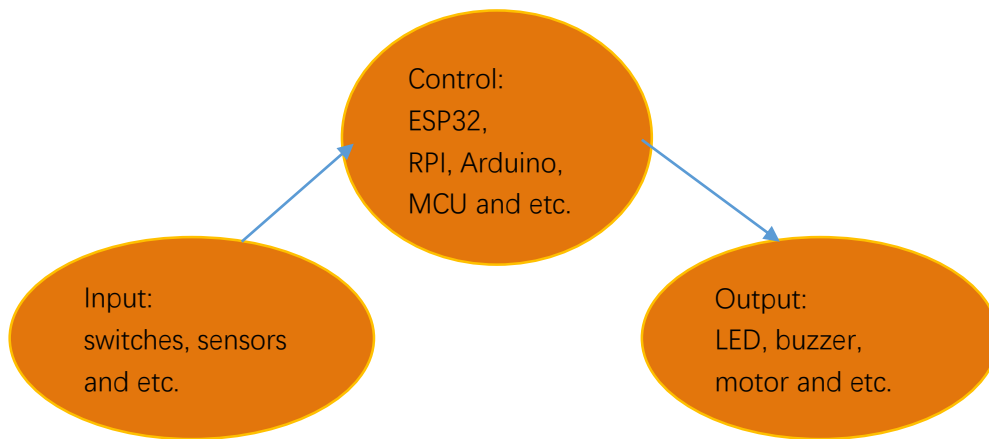 Control:
ESP32,
RPI, Arduino,
MCU and etc.
Input:
switches, sensors
and etc.
Output:
LED, buzzer,
motor and etc.